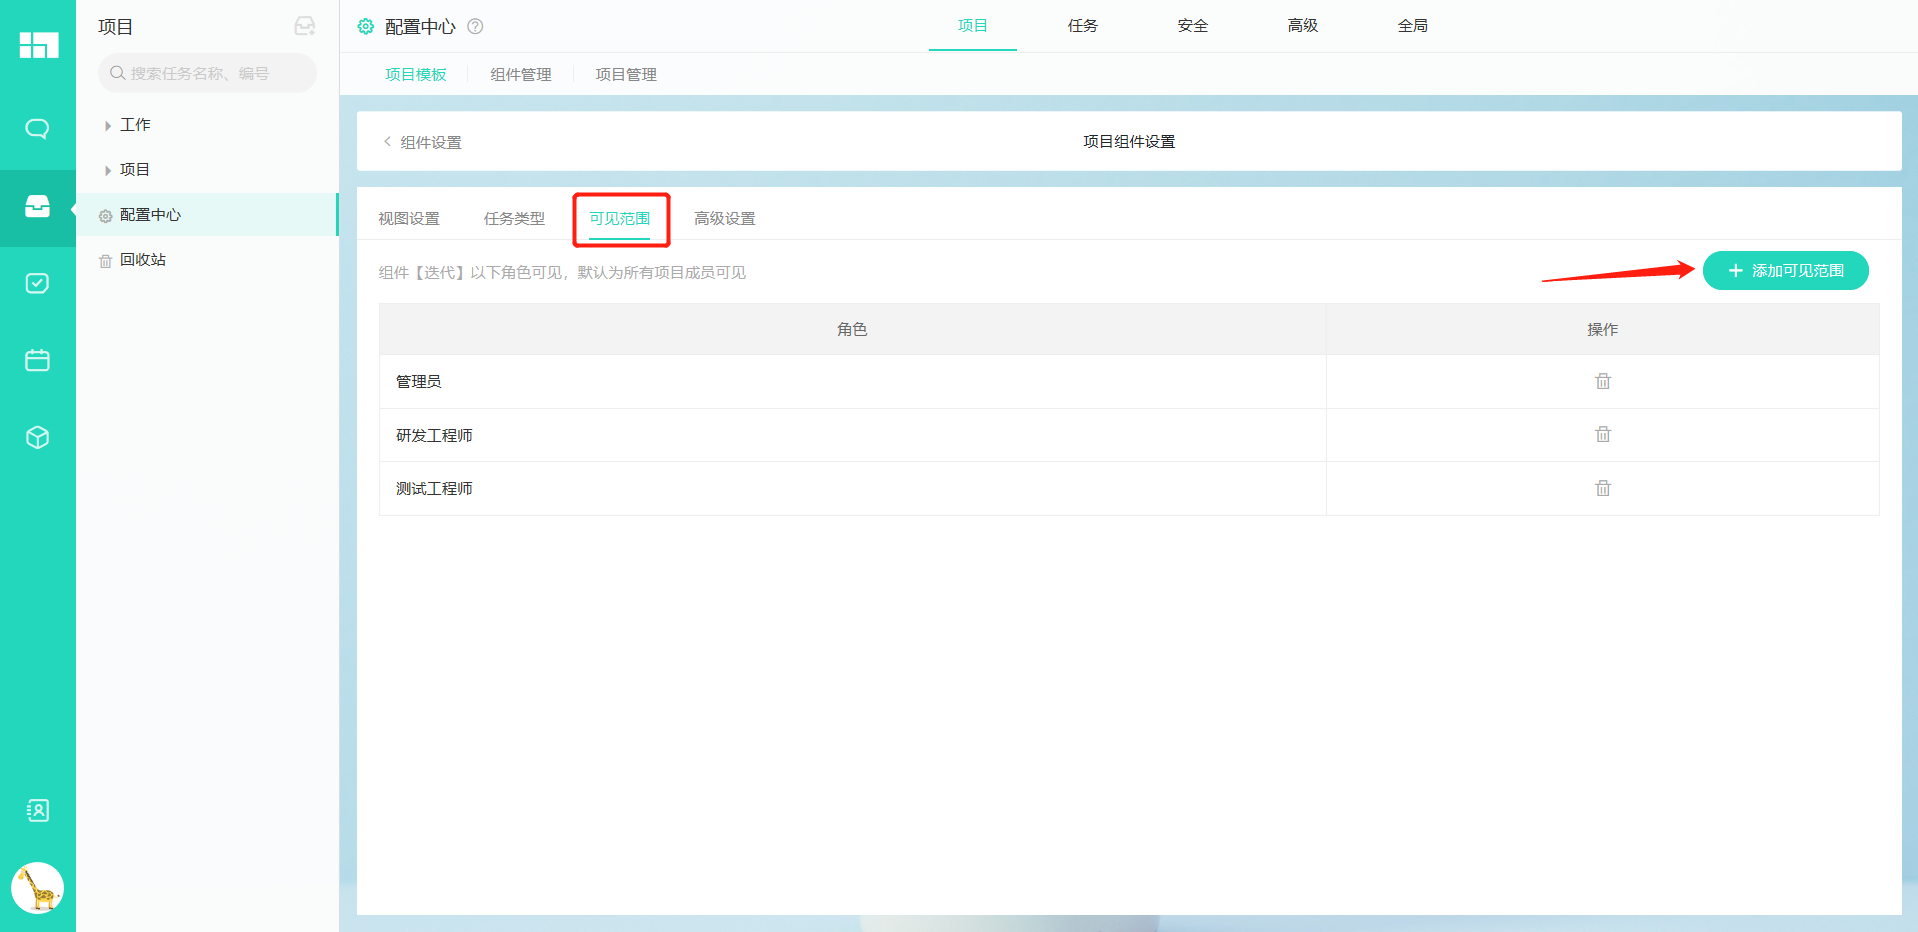 项目
搜索任务名称、编号
工作
项目
配置中心
回收站
配置中心
项目 任务 安全 高级 全局
项目模板 组件管理 项目管理
组件设置
项目组件设置
视图设置 任务类型 可见范围 高级设置
组件【迭代】以下角色可见，默认为所有项目成员可见
添加可见范围
角色 操作
管理员
研发工程师
测试工程师